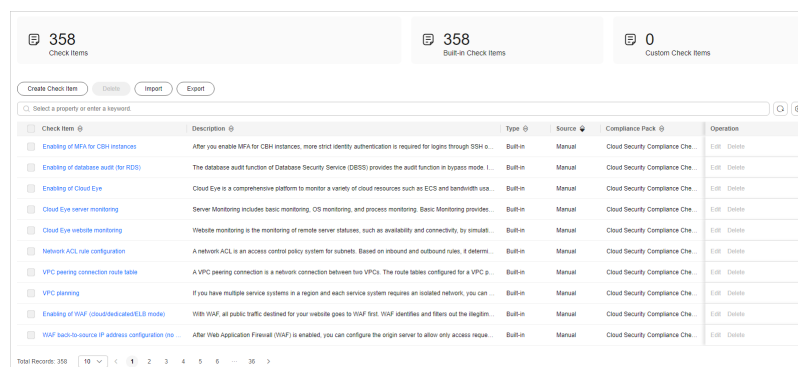 358
Check Items
358
Built-in Check Items
0
Custom Check Items
Create Check Item Delete Import Export
Select a property or enter a keyword.
Check Item Description Type Source Compliance Pack Operation
Enabling of MFA for CBH instances After you enable MFA for CBH instances, more strict identity authentication is required for logins through SSH o... Built-in Manual Cloud Security Compliance Che... Edit Delete
Enabling of database audit (for RDS) The database audit function of Database Security Service (DBSS) provides the audit function in bypass mode. I... Built-in Manual Cloud Security Compliance Che... Edit Delete
Enabling of Cloud Eye Cloud Eye is a comprehensive platform to monitor a variety of cloud resources such as ECS and bandwidth usa... Built-in Manual Cloud Security Compliance Che... Edit Delete
Cloud Eye server monitoring Server Monitoring includes basic monitoring, OS monitoring, and process monitoring. Basic Monitoring provides... Built-in Manual Cloud Security Compliance Che... Edit Delete
Cloud Eye website monitoring Website monitoring is the monitoring of remote server statuses, such as availability and connectivity, by simulati... Built-in Manual Cloud Security Compliance Che... Edit Delete
Network ACL rule configuration A network ACL is an access control policy system for subnets. Based on inbound and outbound rules, it determi... Built-in Manual Cloud Security Compliance Che... Edit Delete
VPC peering connection route table A VPC peering connection is a network connection between two VPCs. The route tables configured for a VPC p... Built-in Manual Cloud Security Compliance Che... Edit Delete
VPC planning If you have multiple service systems in a region and each service system requires an isolated network, you can ... Built-in Manual Cloud Security Compliance Che... Edit Delete
Enabling of WAF (cloud/dedicated/ELB mode) With WAF, all public traffic destined for your website goes to WAF first. WAF identifies and filters out the illegitim... Built-in Manual Cloud Security Compliance Che... Edit Delete
WAF back-to-source IP address configuration (no ... After Web Application Firewall (WAF) is enabled, you can configure the origin server to allow only access reque... Built-in Manual Cloud Security Compliance Che... Edit Delete
Total Records: 358 10 < 1 2 3 4 5 6 ... 36 >